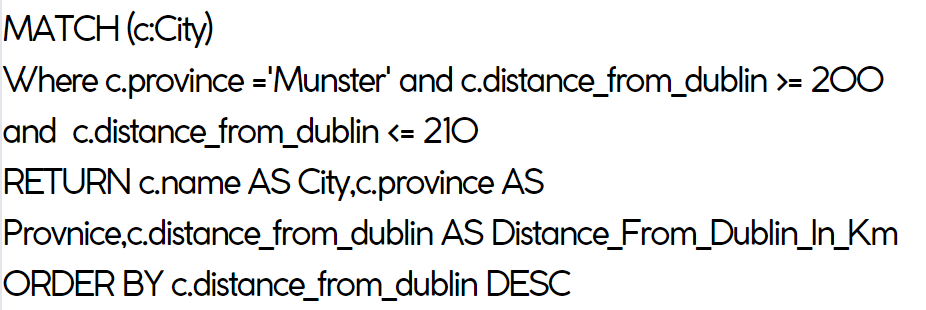 MATCH (c:City)
Where c.province ='Munster' and c.distance_from_dublin >= 200
and  c.distance_from_dublin <= 210
RETURN c.name AS City,c.province AS
Provnice,c.distance_from_dublin AS Distance_From_Dublin_In_Km
ORDER BY c.distance_from_dublin DESC